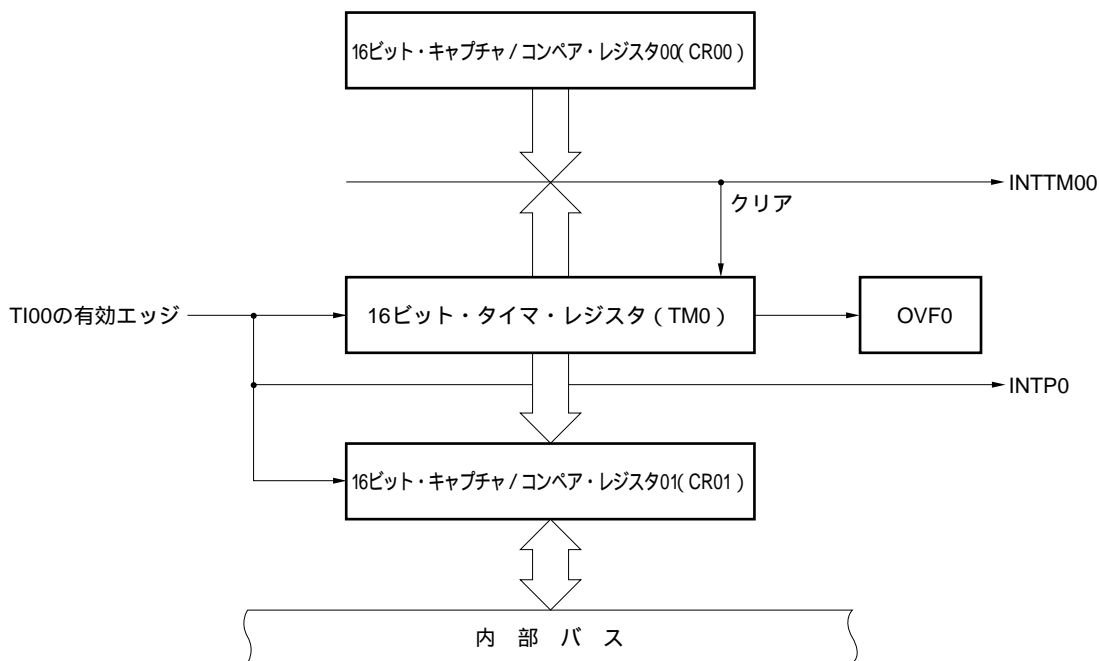 16ビット・キャプチャ/コンペア・レジスタ00(CR00)
INTTM00
クリア
TI00の有効エッジ
16ビット・タイマ・レジスタ(TM0)
OVF0
INTP0
16ビット・キャプチャ/コンペア・レジスタ01(CR01)
内 部 バ ス